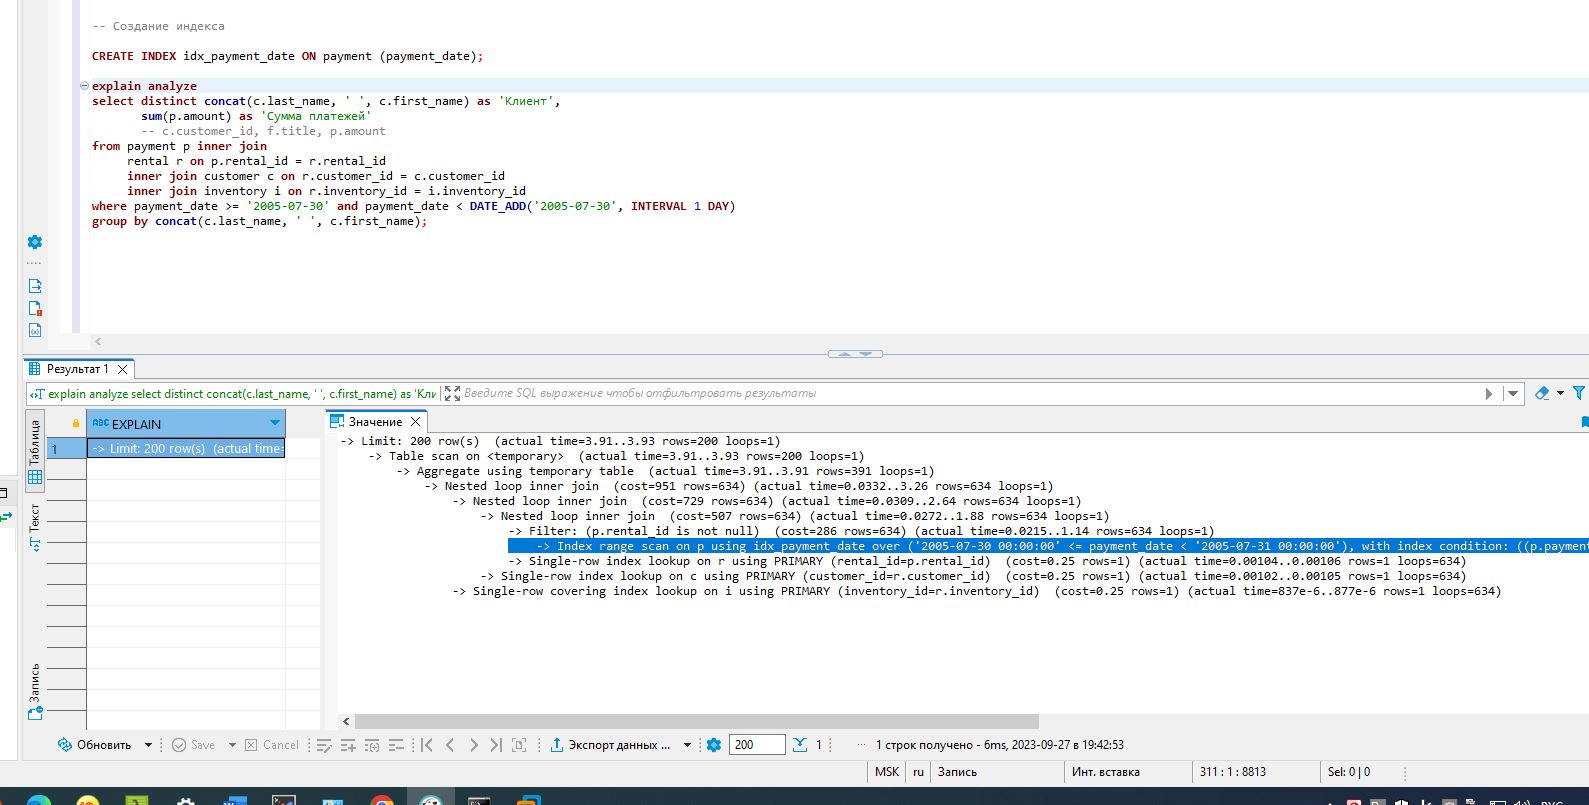 -- Создание индекса
CREATE INDEX idx_payment_date ON payment (payment_date);
explain analyze
select distinct concat(c.last_name, ' ', c.first_name) as 'Клиент',
sum(p.amount) as 'Сумма платежей'
-- c.customer_id, f.title, p.amount
from payment p inner join
rental r on p.rental_id = r.rental_id
inner join customer c on r.customer_id = c.customer_id
inner join inventory i on r.inventory_id = i.inventory_id
where payment_date >= '2005-07-30' and payment_date < DATE_ADD('2005-07-30', INTERVAL 1 DAY)
group by concat(c.last_name, ' ', c.first_name);
Результат 1
explain analyze select distinct concat(c.last_name, ' ', c.first_name) as 'Кли
Введите SQL выражение чтобы отфильтровать результаты
Таблица
Текст
Запись
ABC EXPLAIN
1
-> Limit: 200 row(s) (actual time=
Значение
-> Limit: 200 row(s) (actual time=3.91..3.93 rows=200 loops=1)
-> Table scan on <temporary> (actual time=3.91..3.93 rows=200 loops=1)
-> Aggregate using temporary table (actual time=3.91..3.91 rows=391 loops=1)
-> Nested loop inner join (cost=951 rows=634) (actual time=0.0332..3.26 rows=634 loops=1)
-> Nested loop inner join (cost=729 rows=634) (actual time=0.0309..2.64 rows=634 loops=1)
-> Nested loop inner join (cost=507 rows=634) (actual time=0.0272..1.88 rows=634 loops=1)
-> Filter: (p.rental_id is not null) (cost=286 rows=634) (actual time=0.0215..1.14 rows=634 loops=1)
-> Index range scan on p using idx_payment_date over ('2005-07-30 00:00:00' <= payment_date < '2005-07-31 00:00:00'), with index condition: ((p.payment
-> Single-row index lookup on r using PRIMARY (rental_id=p.rental_id) (cost=0.25 rows=1) (actual time=0.00104..0.00106 rows=1 loops=634)
-> Single-row index lookup on c using PRIMARY (customer_id=r.customer_id) (cost=0.25 rows=1) (actual time=0.00102..0.00105 rows=1 loops=634)
-> Single-row covering index lookup on i using PRIMARY (inventory_id=r.inventory_id) (cost=0.25 rows=1) (actual time=837e-6..877e-6 rows=1 loops=634)
Обновить Save Cancel Экспорт данных ... 200 1 ... 1 строк получено - 6ms, 2023-09-27 в 19:42:53
MSK ru Запись Инт. вставка 311 : 1 : 8813 Sel: 0 | 0